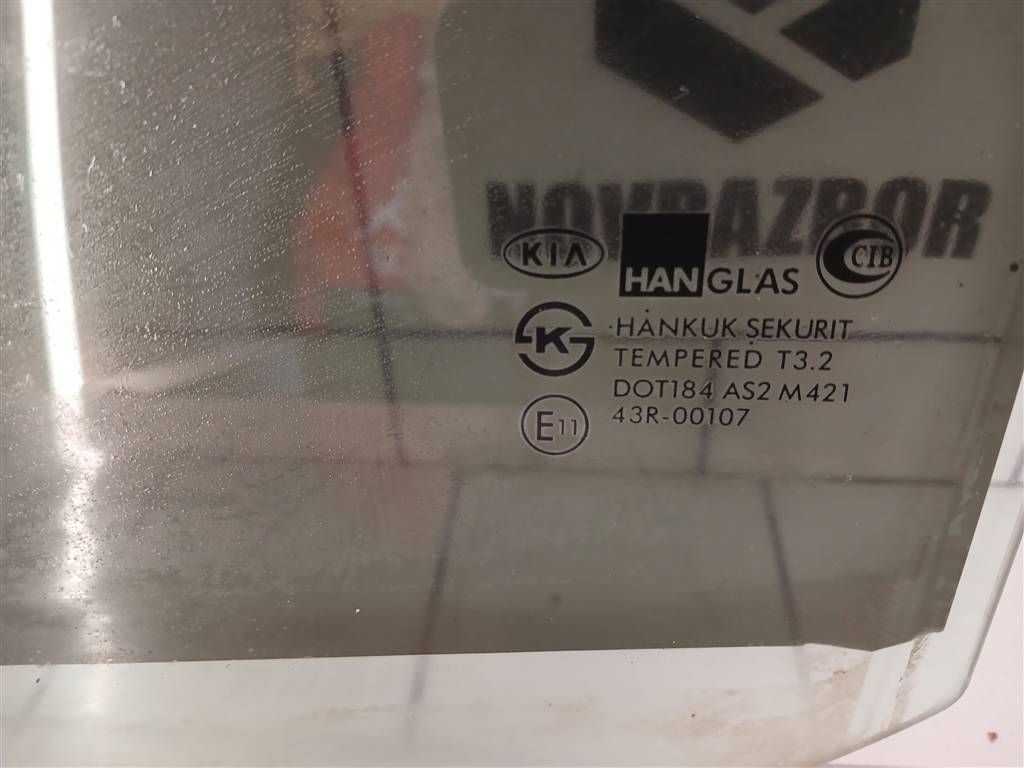 NOVRAZBOR
KIA HANGLAS CIB
K HANKUK SEKURIT
TEMPERED T3.2
DOT184 AS2 M421
E11 43R-00107